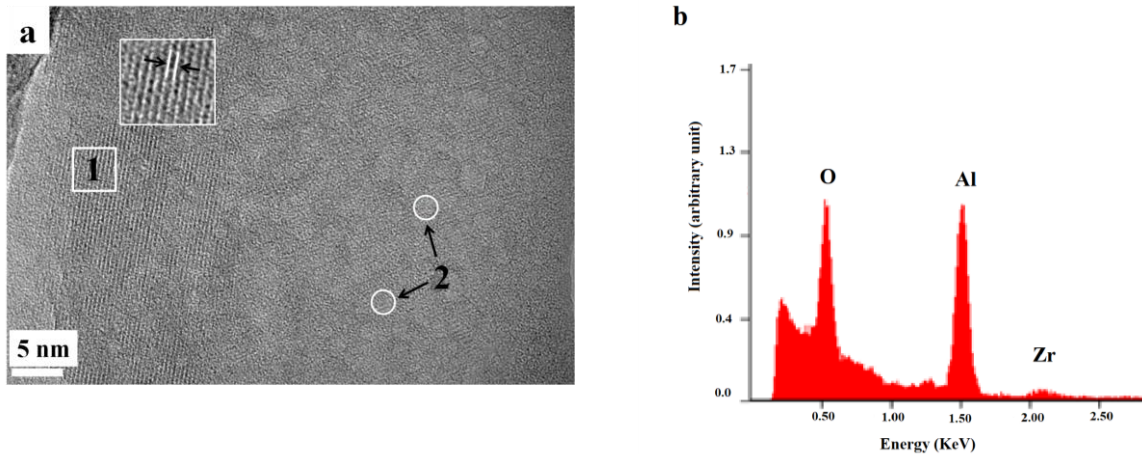 a
1
2
5 nm
b
Intensity (arbitrary unit)
1.7
1.3
0.9
0.4
0.0
O
Al
Zr
0.50
1.00
1.50
2.00
2.50
Energy (KeV)